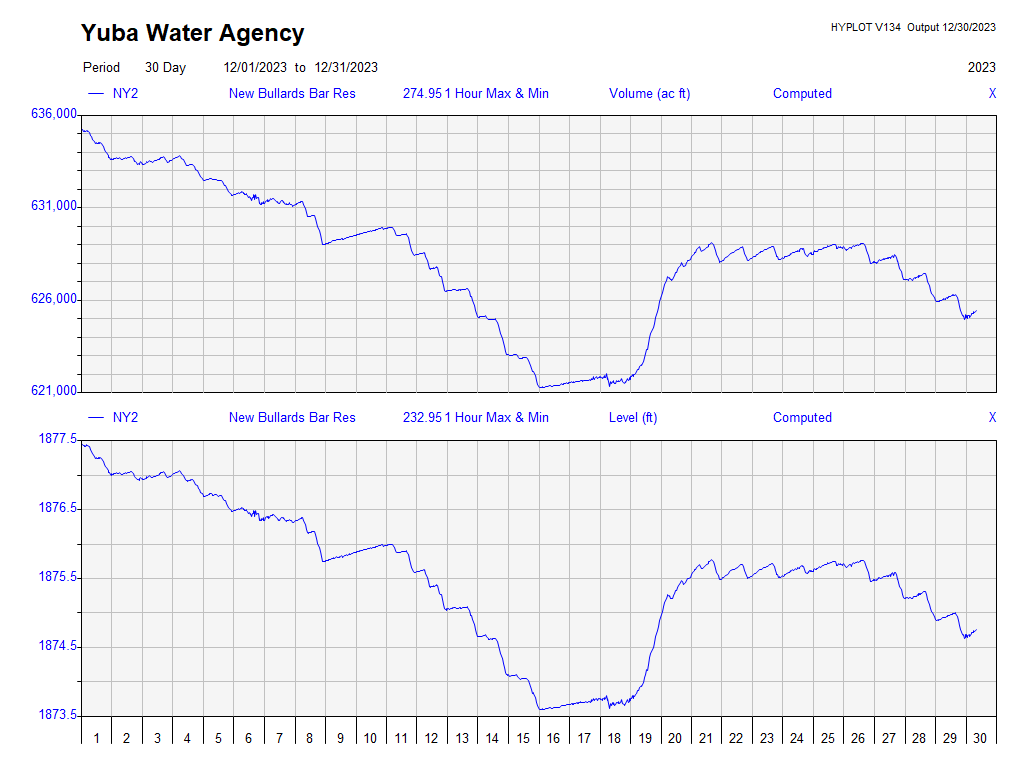 Yuba Water Agency
HYPLOT V134 Output 12/30/2023
Period 30 Day 12/01/2023 to 12/31/2023 2023
NY2 New Bullards Bar Res 274.95 1 Hour Max & Min Volume (ac ft) Computed X
636,000
631,000
626,000
621,000
NY2 New Bullards Bar Res 232.95 1 Hour Max & Min Level (ft) Computed X
1877.5
1876.5
1875.5
1874.5
1873.5
1 2 3 4 5 6 7 8 9 10 11 12 13 14 15 16 17 18 19 20 21 22 23 24 25 26 27 28 29 30